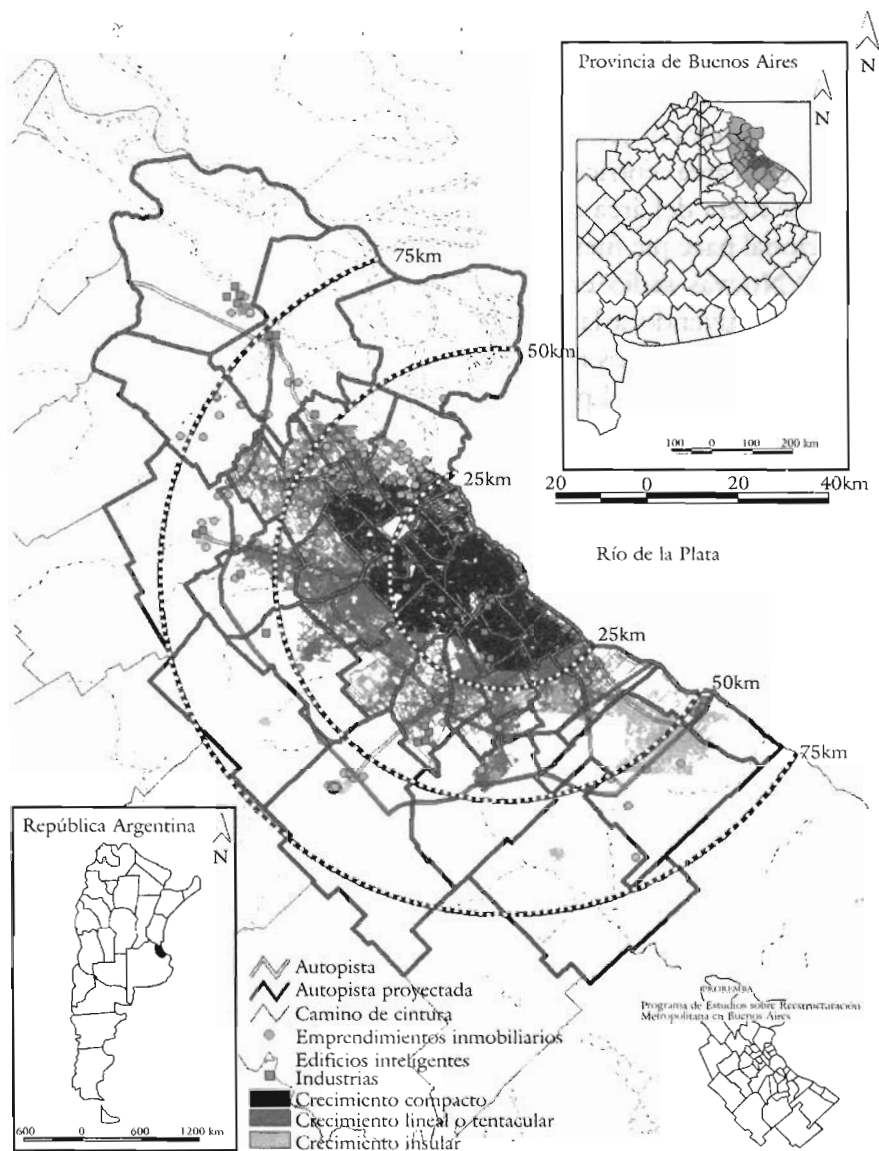 N
Provincia de Buenos Aires
N
100 0 100 200 km
20 0 20 40km
75km
50km
25km
Río de la Plata
25km
50km
75km
República Argentina
N
600 0 600 1200 km
Autopista
Autopista proyectada
Camino de cintura
Emprendimientos inmobiliarios
Edificios inteligentes
Industrias
Crecimiento compacto
Crecimiento lineal o tentacular
Crecimiento insular
PROREMBA
Programa de Estudios sobre Reestructuración
Metropolitana en Buenos Aires